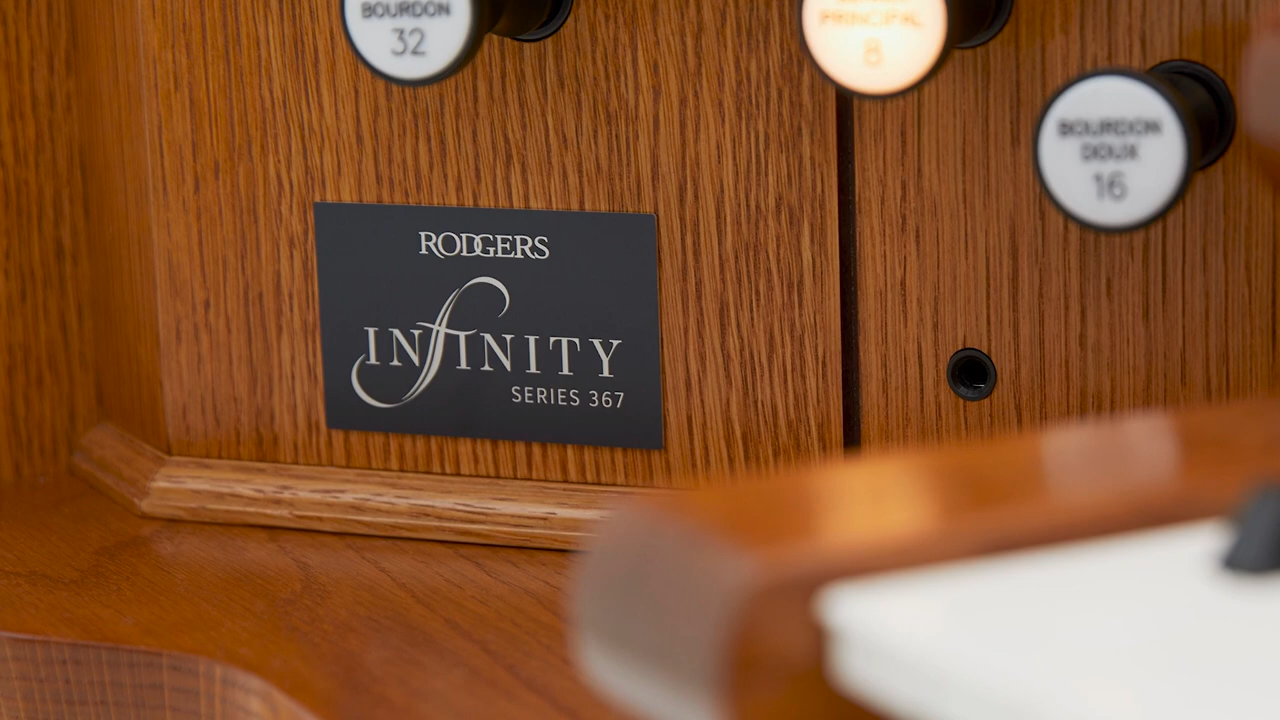 BOURDON
32
PRINCIPAL
8
BOURDON
DOUX
16
RODGERS
INFINITY
SERIES 367